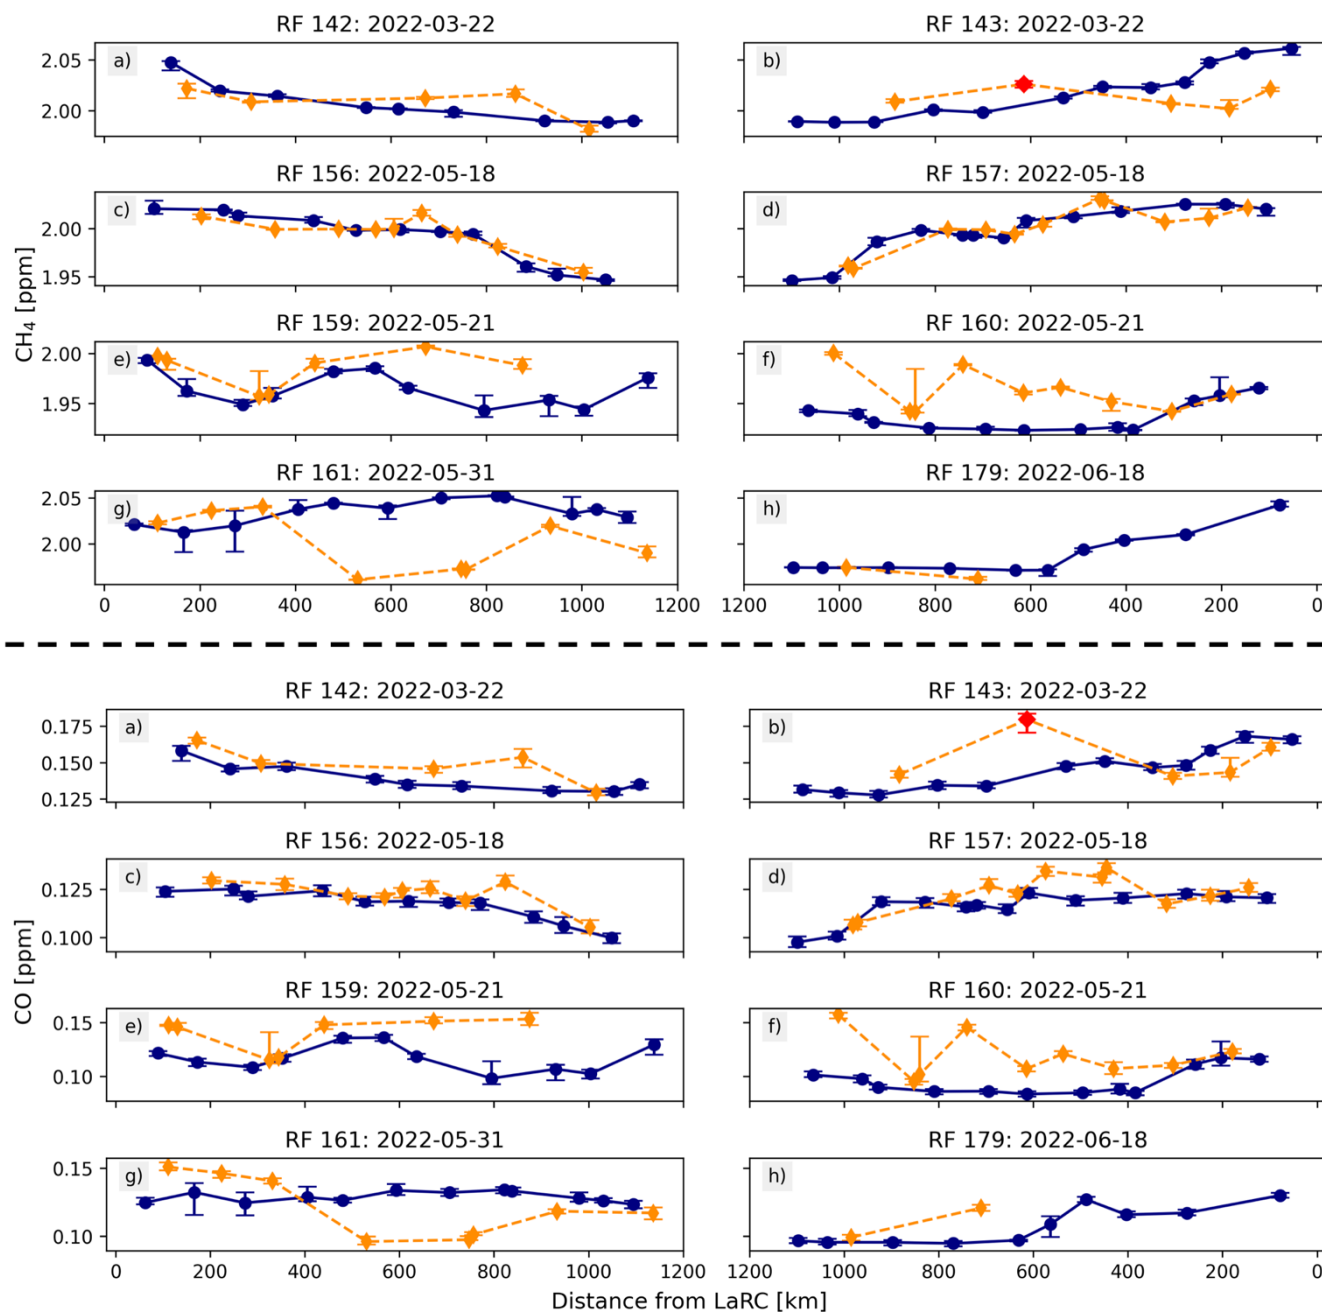 RF 142: 2022-03-22
RF 143: 2022-03-22
a)
b)
2.05
2.00
RF 156: 2022-05-18
RF 157: 2022-05-18
c)
d)
2.00
1.95
CH₄ [ppm]
RF 159: 2022-05-21
RF 160: 2022-05-21
e)
f)
2.00
1.95
RF 161: 2022-05-31
RF 179: 2022-06-18
g)
h)
2.05
2.00
0 200 400 600 800 1000 1200
1200 1000 800 600 400 200 0
RF 142: 2022-03-22
RF 143: 2022-03-22
a)
b)
0.175
0.150
0.125
RF 156: 2022-05-18
RF 157: 2022-05-18
c)
d)
0.125
0.100
CO [ppm]
RF 159: 2022-05-21
RF 160: 2022-05-21
e)
f)
0.15
0.10
RF 161: 2022-05-31
RF 179: 2022-06-18
g)
h)
0.15
0.10
0 200 400 600 800 1000
1200 1000 800 600 400 200 0
Distance from LaRC [km]